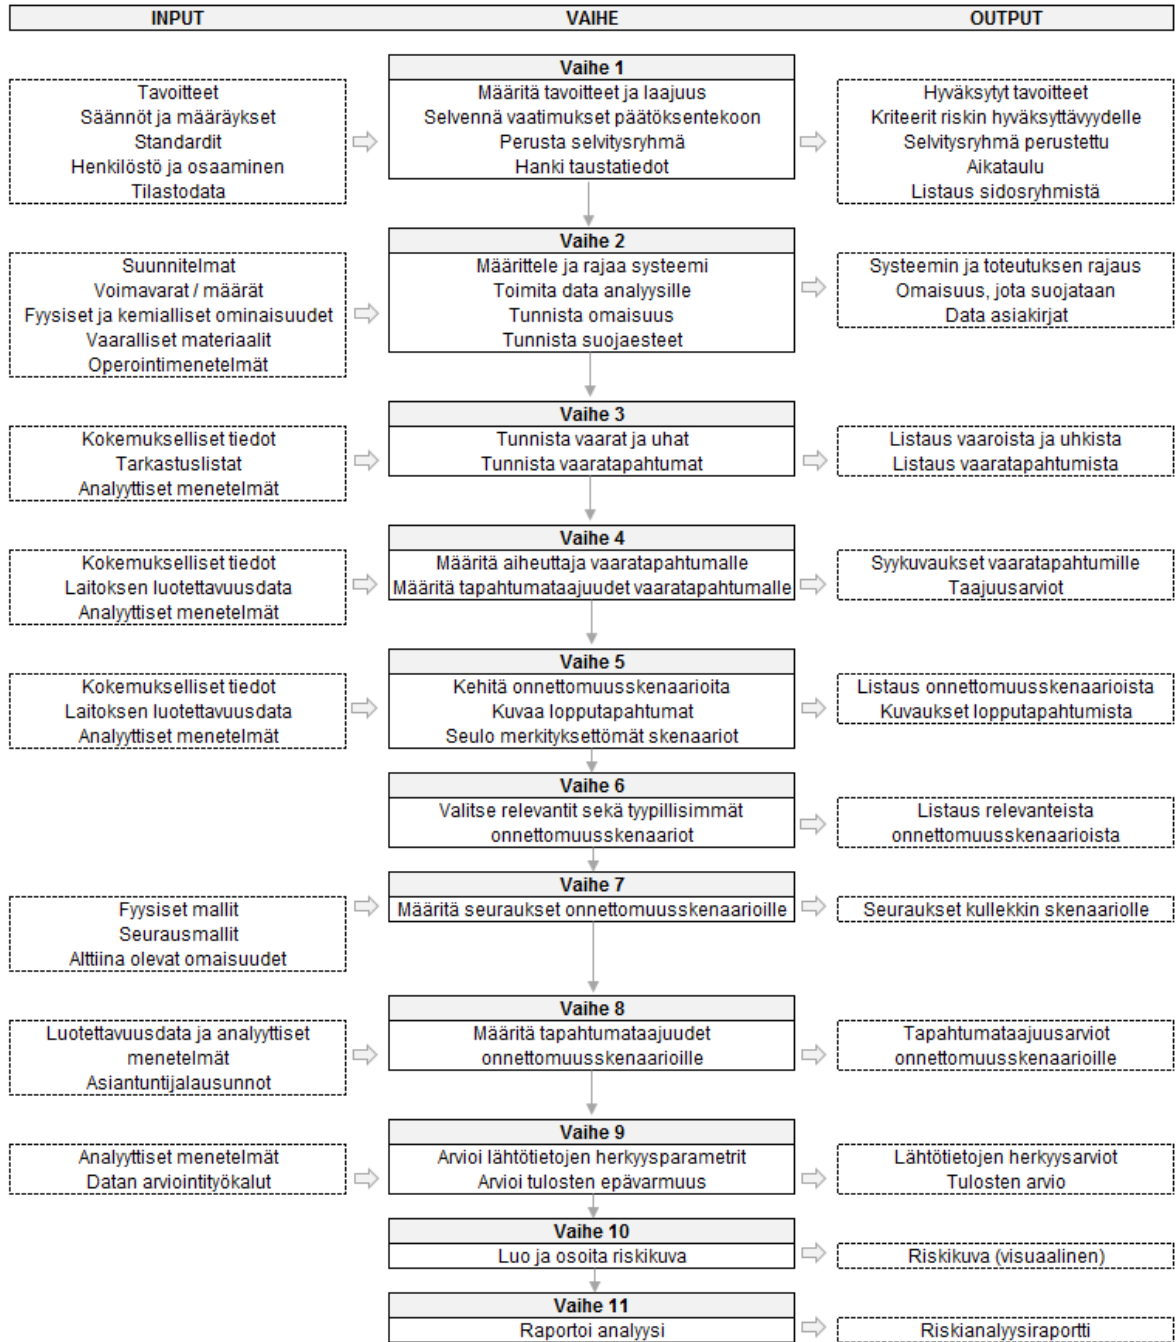 INPUT
VAIHE
OUTPUT
Vaihe 1
Tavoitteet
Säännöt ja määräykset
Standardit
Henkilöstö ja osaaminen
Tilastodata
Määritä tavoitteet ja laajuus
Selvennä vaatimukset päätöksentekoon
Perusta selvitysryhmä
Hanki taustatiedot
Hyväksytyt tavoitteet
Kriteerit riskin hyväksyttävyydelle
Selvitysryhmä perustettu
Aikataulu
Listaus sidosryhmistä
Vaihe 2
Suunnitelmat
Voimavarat / määrät
Fyysiset ja kemialliset ominaisuudet
Vaaralliset materiaalit
Operointimenetelmät
Määrittele ja rajaa systeemi
Toimita data analyysille
Tunnista omaisuus
Tunnista suojaesteet
Systeemin ja toteutuksen rajaus
Omaisuus, jota suojataan
Data asiakirjat
Vaihe 3
Kokemukselliset tiedot
Tarkastuslistat
Analyyttiset menetelmät
Tunnista vaarat ja uhat
Tunnista vaaratapahtumat
Listaus vaaroista ja uhkista
Listaus vaaratapahtumista
Vaihe 4
Kokemukselliset tiedot
Laitoksen luotettavuusdata
Analyyttiset menetelmät
Määritä aiheuttaja vaaratapahtumalle
Määritä tapahtumataajuudet vaaratapahtumalle
Syykuvaukset vaaratapahtumille
Taajuusarviot
Vaihe 5
Kokemukselliset tiedot
Laitoksen luotettavuusdata
Analyyttiset menetelmät
Kehitä onnettomuusskenaarioita
Kuvaa lopputapahtumat
Seulo merkityksettömät skenaariot
Listaus onnettomuusskenaarioista
Kuvaukset lopputapahtumista
Vaihe 6
Valitse relevantit sekä tyypillisimmät
onnettomuusskenaariot
Listaus relevanteista
onnettomuusskenaarioista
Vaihe 7
Fyysiset mallit
Seurausmallit
Alttiina olevat omaisuudet
Määritä seuraukset onnettomuusskenaarioille
Seuraukset kullekkin skenaariolle
Vaihe 8
Luotettavuusdata ja analyyttiset
menetelmät
Asiantuntijalausunnot
Määritä tapahtumataajuudet
onnettomuusskenaarioille
Tapahtumataajuusarviot
onnettomuusskenaarioille
Vaihe 9
Analyyttiset menetelmät
Datan arviointityökalut
Arvioi lähtötietojen herkyysparametrit
Arvioi tulosten epävarmuus
Lähtötietojen herkyysarviot
Tulosten arvio
Vaihe 10
Luo ja osoita riskikuva
Riskikuva (visuaalinen)
Vaihe 11
Raportoi analyysi
Riskianalyysiraportti